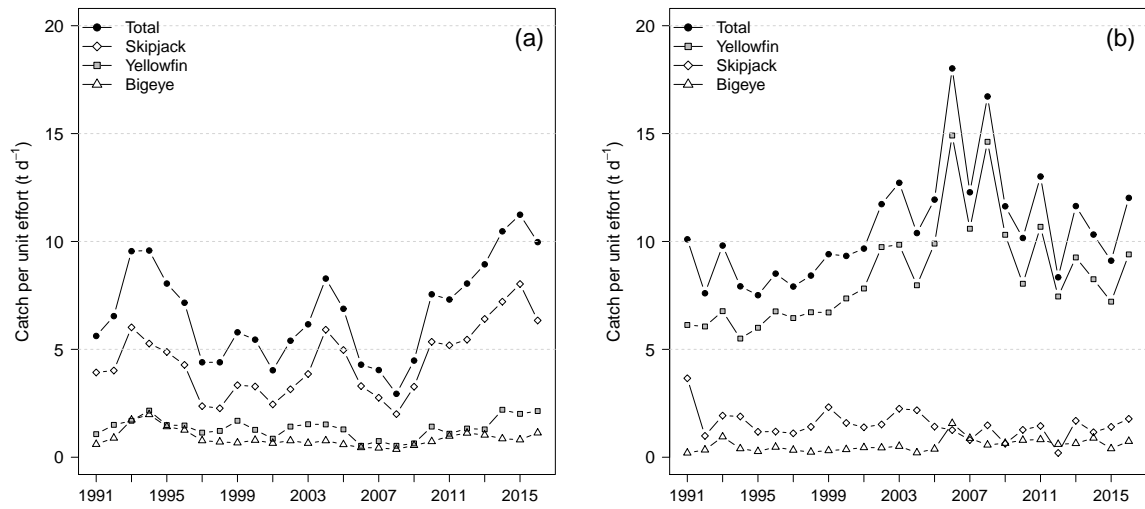 20
15
10
5
0
Catch per unit effort (t d⁻¹)
Total
Skipjack
Yellowfin
Bigeye
(a)
1991 1995 1999 2003 2007 2011 2015
20
15
10
5
0
Catch per unit effort (t d⁻¹)
Total
Yellowfin
Skipjack
Bigeye
(b)
1991 1995 1999 2003 2007 2011 2015